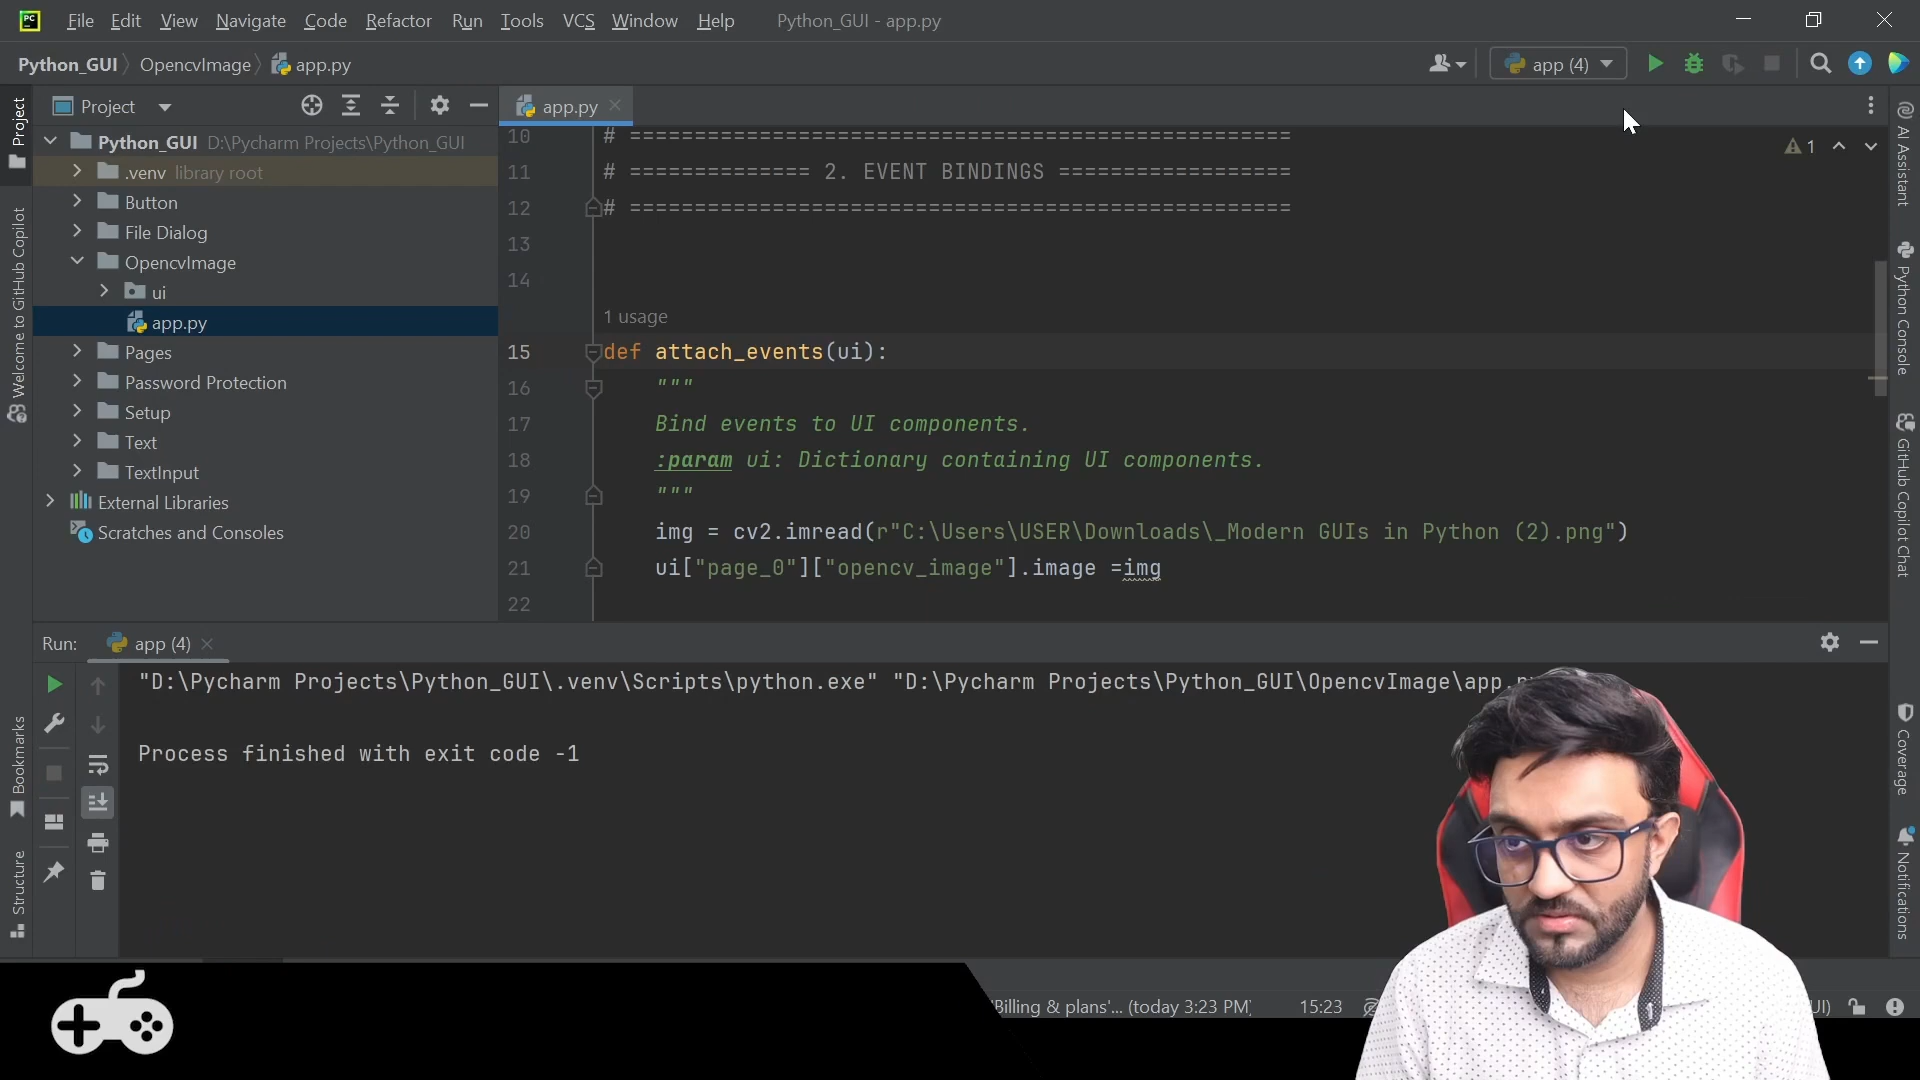 PC File Edit View Navigate Code Refactor Run Tools VCS Window Help Python_GUI - app.py
Python_GUI OpencvImage app.py app (4)
Project app.py
Python_GUI D:\Pycharm Projects\Python_GUI
.venv library root
Button
File Dialog
OpencvImage
ui
app.py
Pages
Password Protection
Setup
Text
TextInput
External Libraries
Scratches and Consoles
Project
Welcome to GitHub Copilot
Bookmarks
Structure
10 # ===================================================
11 # ============== 2. EVENT BINDINGS ==================
12 # ===================================================
13
14
1 usage
15 def attach_events(ui):
16 """
17 Bind events to UI components.
18 :param ui: Dictionary containing UI components.
19 """
20 img = cv2.imread(r"C:\Users\USER\Downloads\_Modern GUIs in Python (2).png")
21 ui["page_0"]["opencv_image"].image =img
22
1
AI Assistant
Python Console
GitHub Copilot Chat
Coverage
Notifications
Run: app (4)
"D:\Pycharm Projects\Python_GUI\.venv\Scripts\python.exe" "D:\Pycharm Projects\Python_GUI\OpencvImage\app.
Process finished with exit code -1
'Billing & plans'... (today 3:23 PM) 15:23 UI)